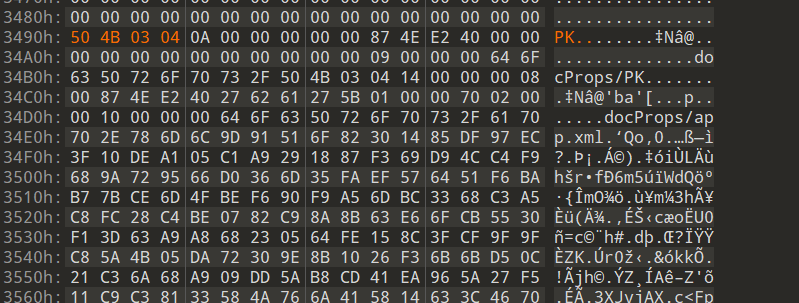 3480h: 00 00 00 00 00 00 00 00 00 00 00 00 00 00 00 00 ................
3490h: 50 4B 03 04 0A 00 00 00 00 00 87 4E E2 40 00 00 PK........‡Nâ@..
34A0h: 00 00 00 00 00 00 00 00 00 00 09 00 00 00 64 6F ..............do
34B0h: 63 50 72 6F 70 73 2F 50 4B 03 04 14 00 00 00 08 cProps/PK.......
34C0h: 00 87 4E E2 40 27 62 61 27 5B 01 00 00 70 02 00 .‡Nâ@'ba'[...p..
34D0h: 00 10 00 00 00 64 6F 63 50 72 6F 70 73 2F 61 70 .....docProps/ap
34E0h: 70 2E 78 6D 6C 9D 91 51 6F 82 30 14 85 DF 97 EC p.xml.‘Qo‚0.…ß—ì
34F0h: 3F 10 DE A1 05 C1 A9 29 18 87 F3 69 D9 4C C4 F9 ?.Þ¡.Á©).‡óiÙLÄù
3500h: 68 9A 72 95 66 D0 36 6D 35 FA EF 57 64 51 F6 BA hšr•fÐ6m5úïWdQöº
3510h: B7 7B CE 6D 4F BE F6 90 F9 A5 6D BC 33 68 C3 A5 ·{ÎmO¾ö.ù¥m¼3hÃ¥
3520h: C8 FC 28 C4 BE 07 82 C9 8A 8B 63 E6 6F CB 55 30 Èü(Ä¾.‚ÉŠ‹cæoËU0
3530h: F1 3D 63 A9 A8 68 23 05 64 FE 15 8C 3F CF 9F 9F ñ=c©¨h#.dþ.Œ?ÏŸŸ
3540h: C8 5A 4B 05 DA 72 30 9E 8B 10 26 F3 6B 6B D5 0C ÈZK.Úr0ž‹.&ókkÕ.
3550h: 21 C3 6A 68 A9 09 DD 5A B8 CD 41 EA 96 5A 27 F5 !Ãjh©.ÝZ¸ÍAê–Z'õ
3560h: 11 C9 C3 81 33 58 4A 76 6A 41 58 14 63 3C 46 70 .ÉÃ.3XJvjAX.c<Fp